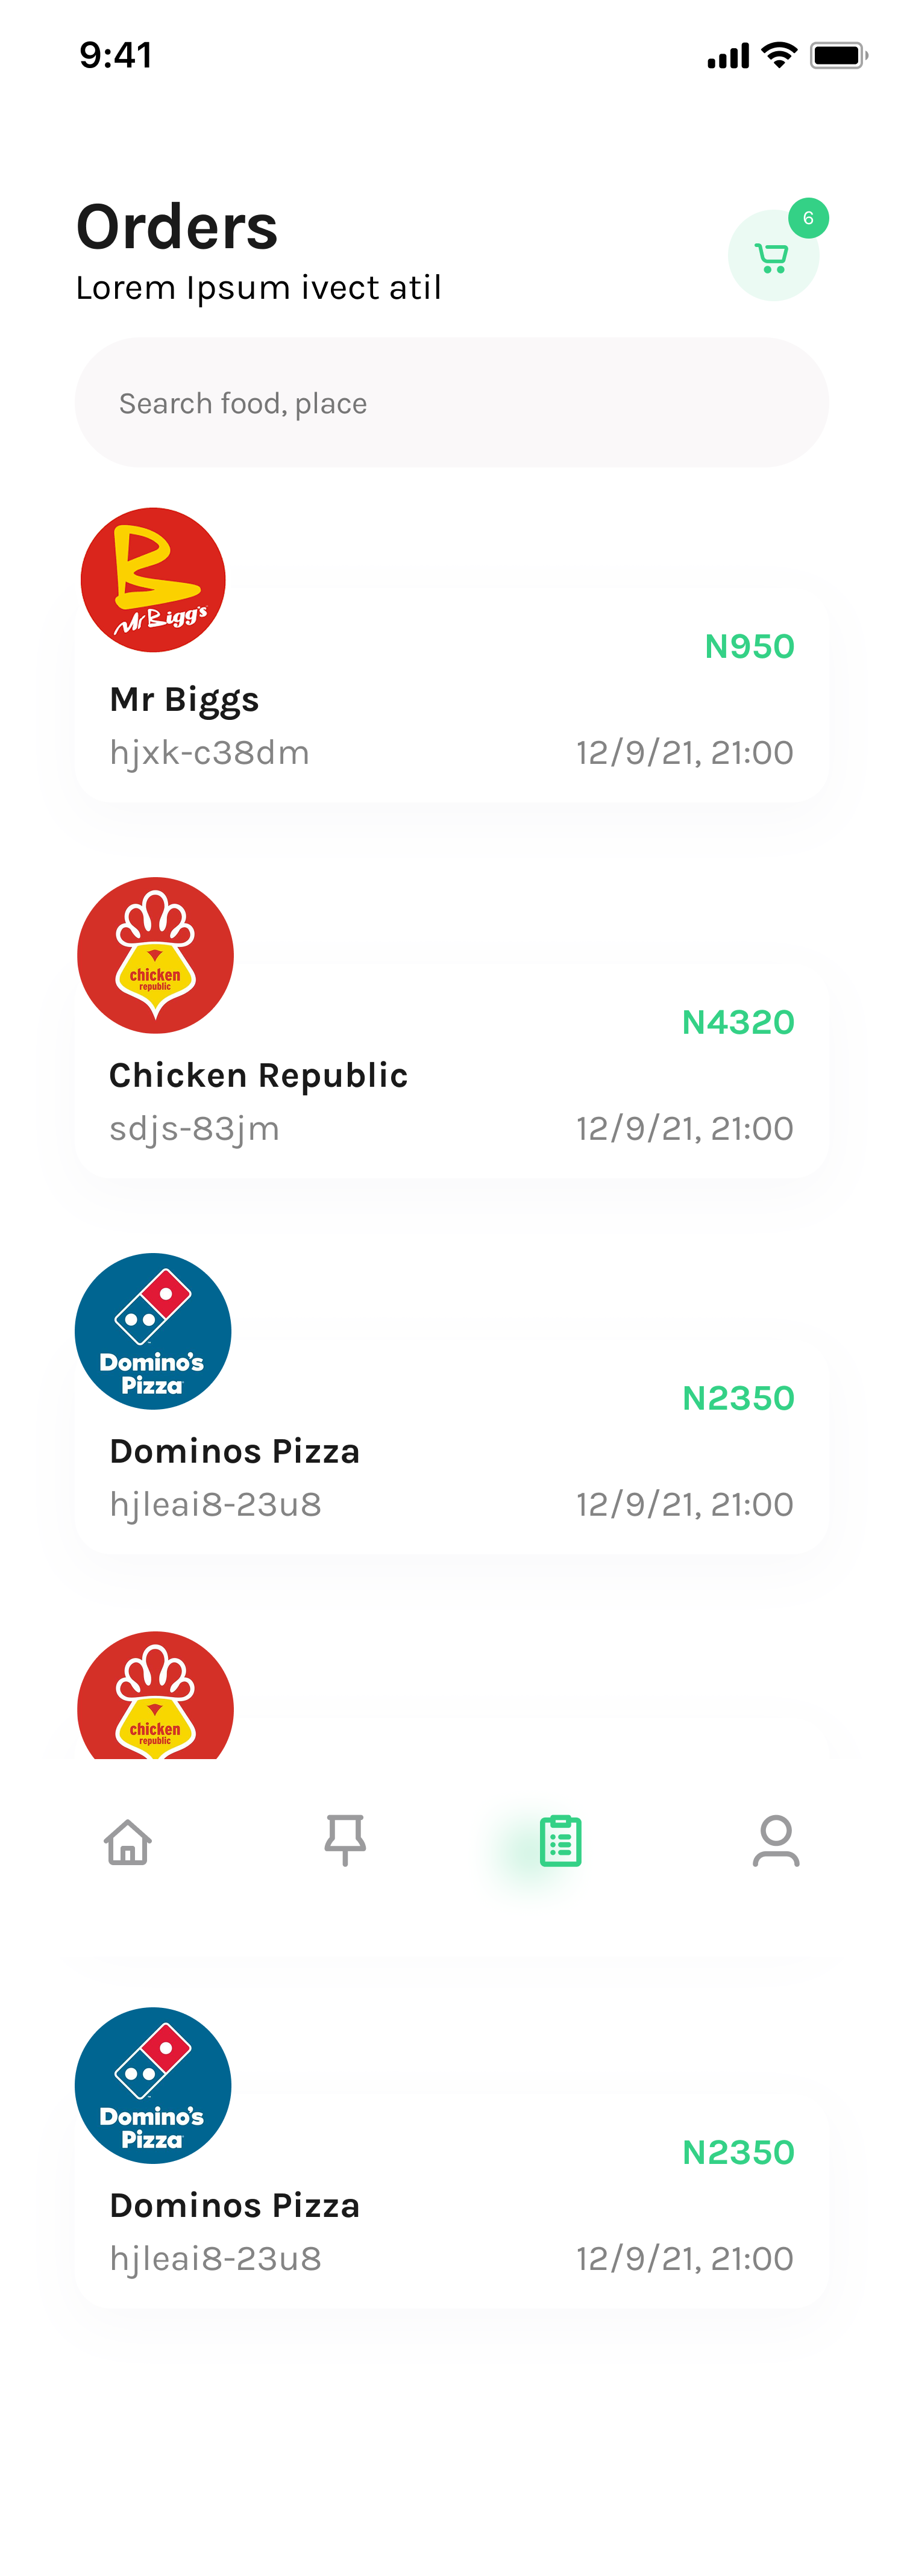 9:41
Orders
6
Lorem Ipsum ivect atil
Search food, place
Mr Bigg's
N950
Mr Biggs
hjxk-c38dm
12/9/21, 21:00
chicken
republic
N4320
Chicken Republic
sdjs-83jm
12/9/21, 21:00
Domino's
Pizza
N2350
Dominos Pizza
hjleai8-23u8
12/9/21, 21:00
chicken
republic
Domino's
Pizza
N2350
Dominos Pizza
hjleai8-23u8
12/9/21, 21:00